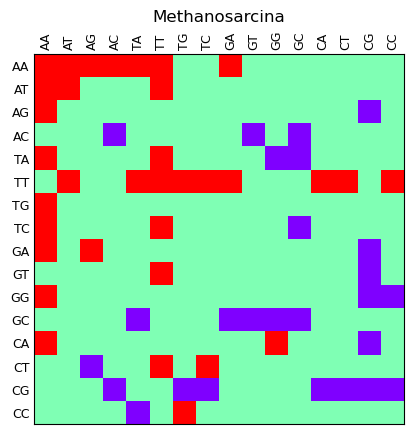 Methanosarcina
AA AT AG AC TA TT TG TC GA GT GG GC CA CT CG CC
AA
AT
AG
AC
TA
TT
TG
TC
GA
GT
GG
GC
CA
CT
CG
CC